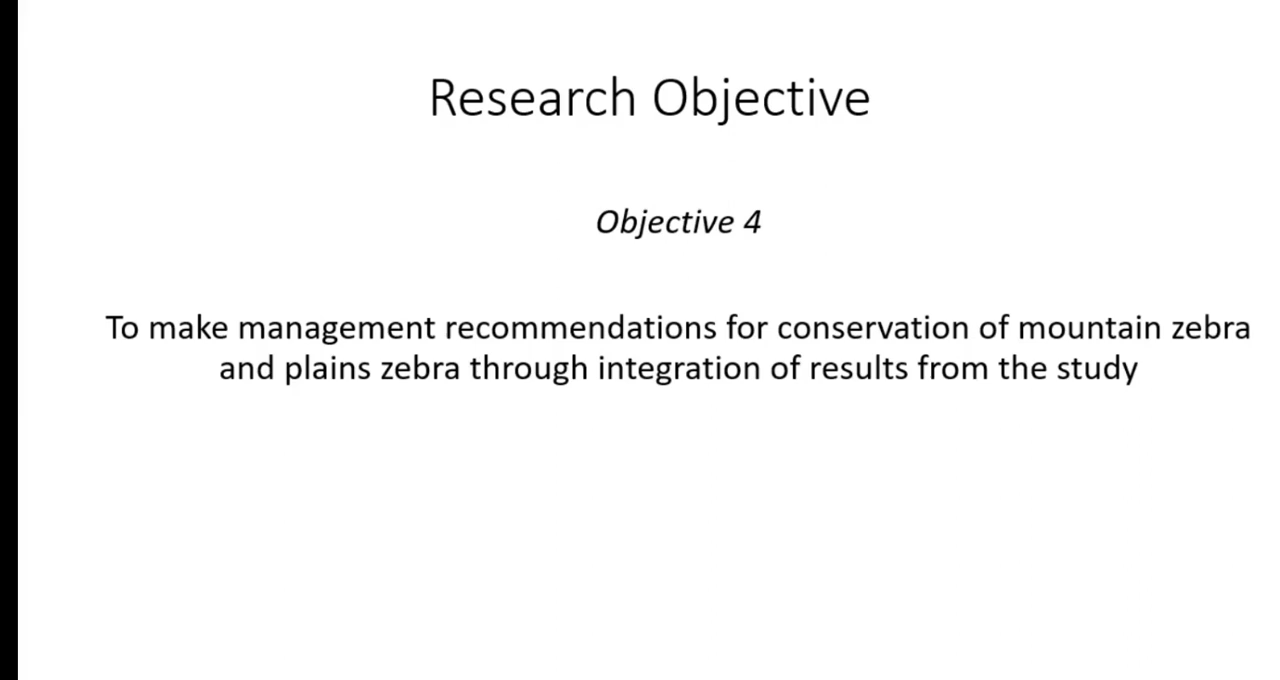 Research Objective
Objective 4
To make management recommendations for conservation of mountain zebra
and plains zebra through integration of results from the study